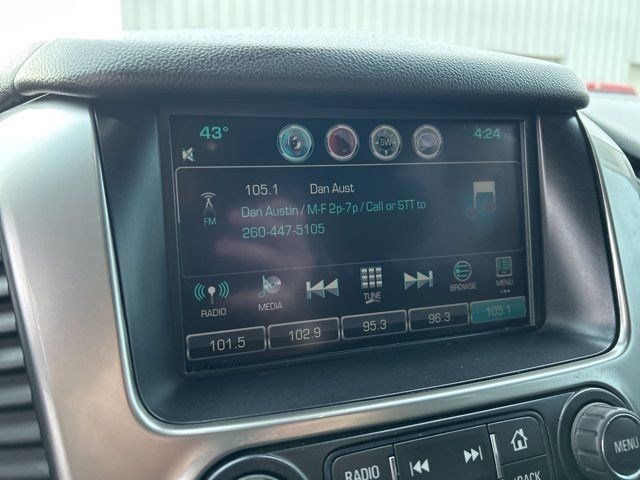 43° SW 4:24
105.1 Dan Aust
Dan Austin / M-F 2p-7p / Call or STT to
260-447-5105
FM
RADIO MEDIA TUNE BROWSE MENU
101.5 102.9 95.3 96.3 105.1
RADIO MENU
BACK